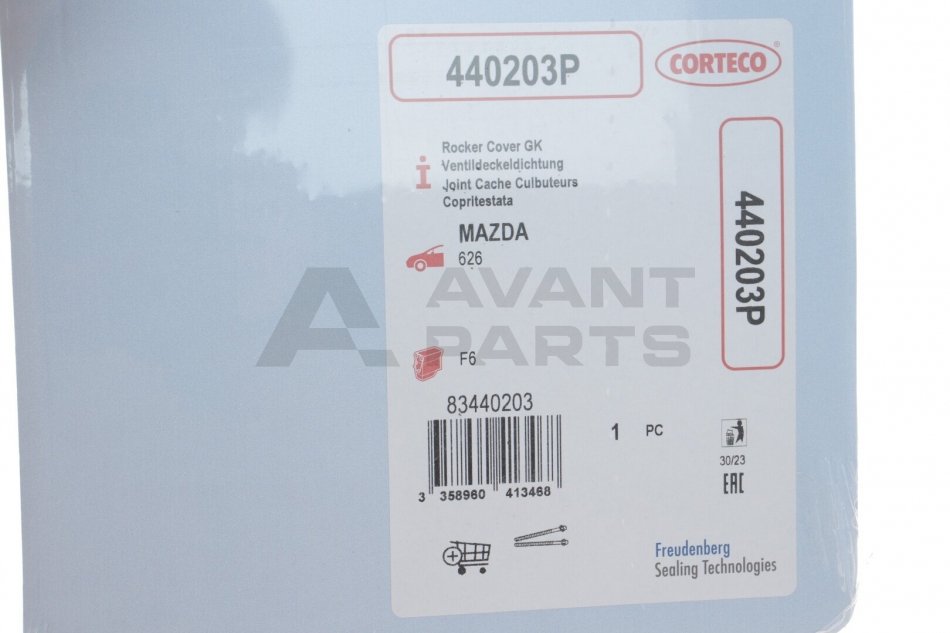 440203P
CORTECO®
Rocker Cover GK
Ventildeckeldichtung
Joint Cache Culbuteurs
Copritestata
440203P
MAZDA
626
AVANT
PARTS
F6
83440203
1 PC
3 358960 413468
30/23
EAC
Freudenberg
Sealing Technologies